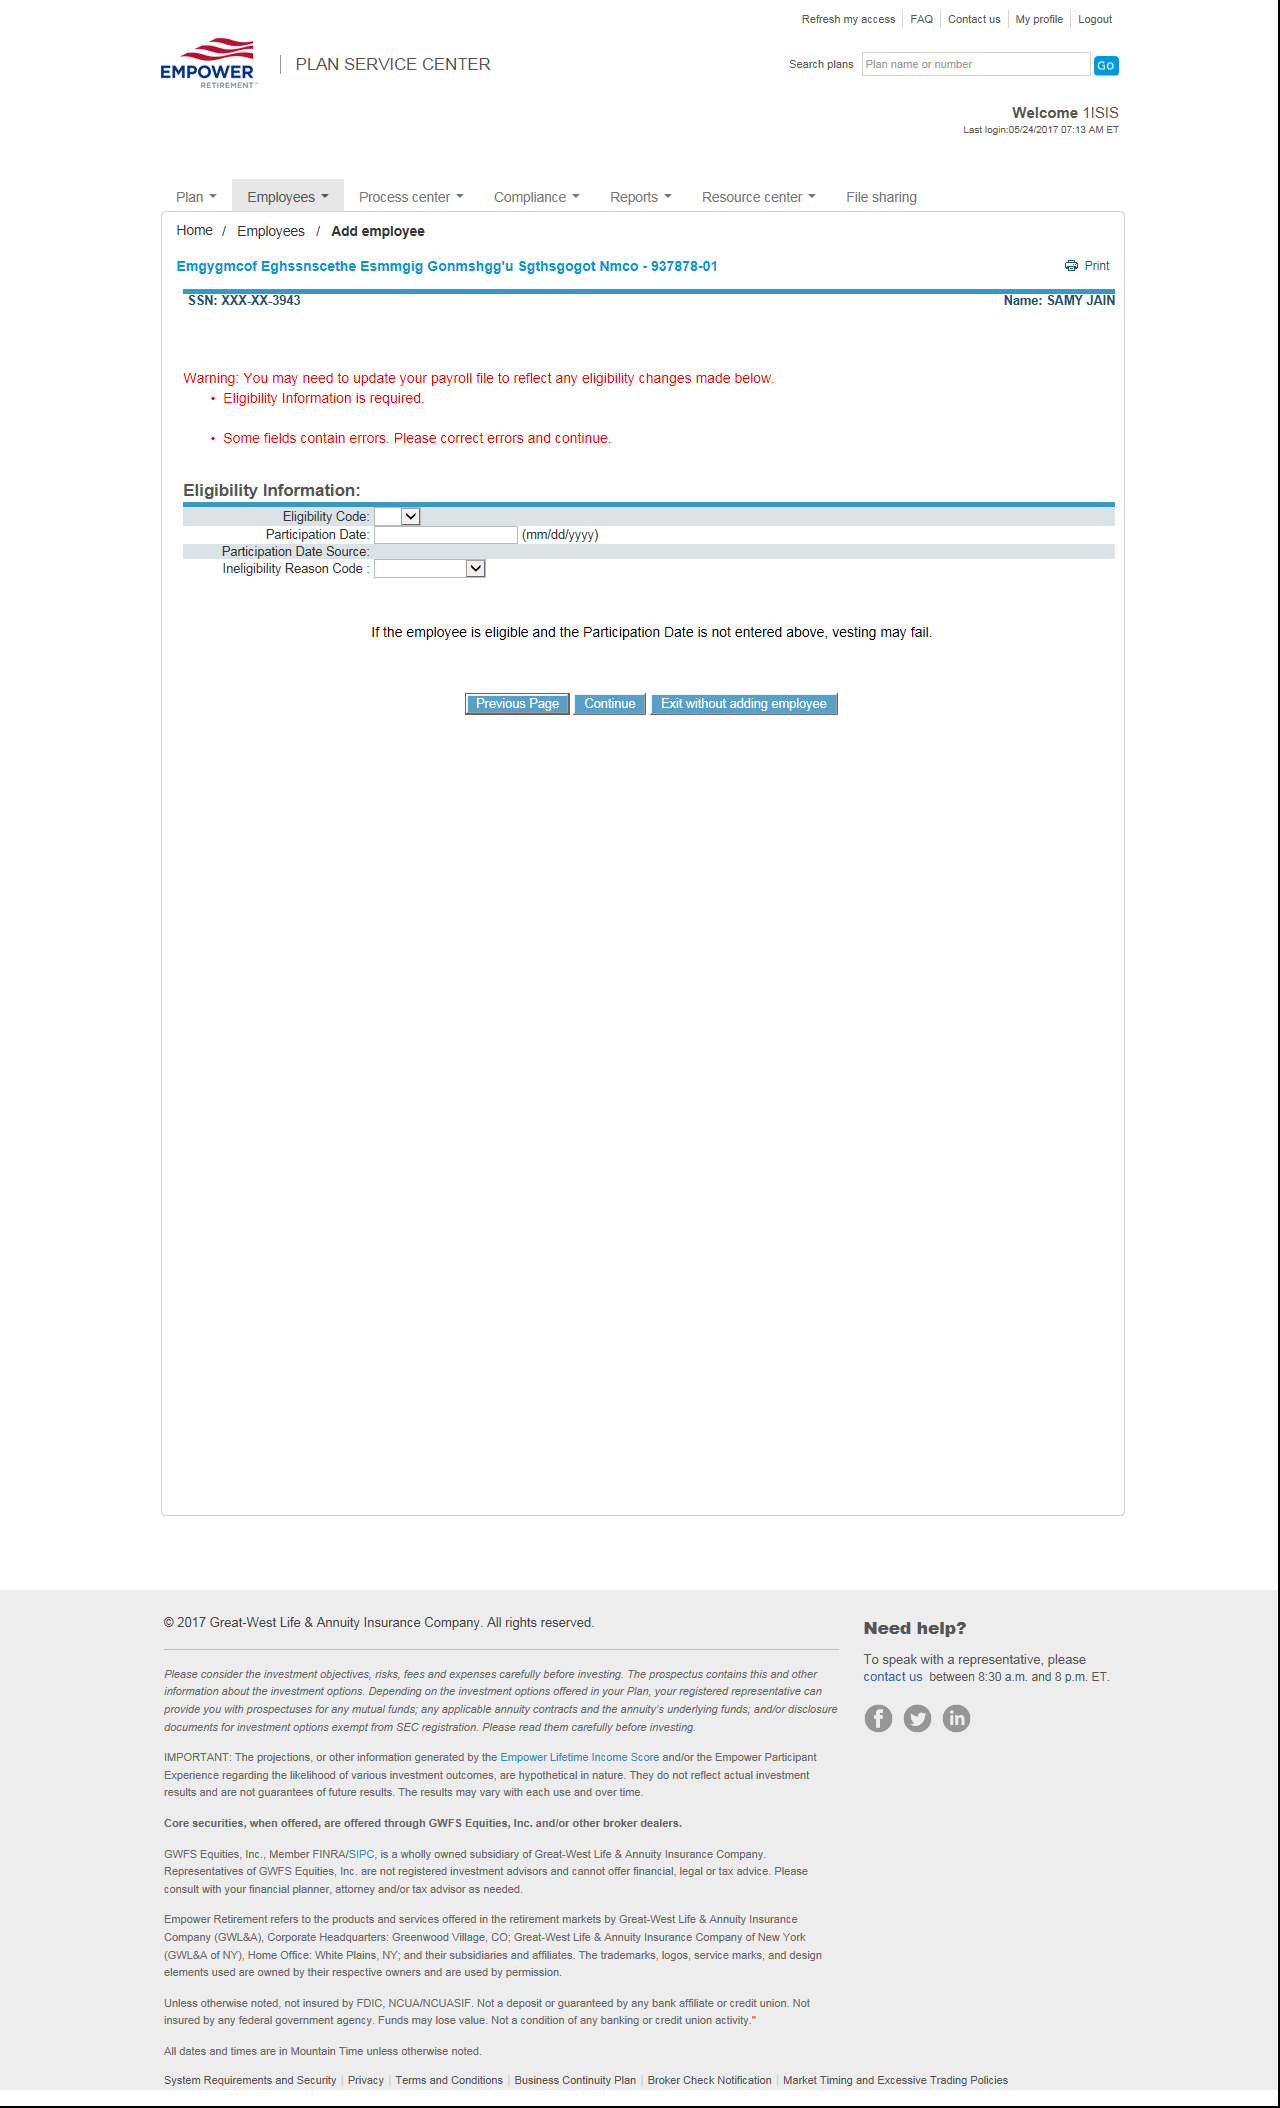 Refresh my access FAQ Contact us My profile Logout
EMPOWER
RETIREMENT
PLAN SERVICE CENTER
Search plans Plan name or number GO
Welcome 1ISIS
Last login:05/24/2017 07:13 AM ET
Plan Employees Process center Compliance Reports Resource center File sharing
Home / Employees / Add employee
Emgygmcof Eghssnscethe Esmmgig Gonmshgg'u Sgthsgogot Nmco - 937878-01 Print
SSN: XXX-XX-3943 Name: SAMY JAIN
Warning: You may need to update your payroll file to reflect any eligibility changes made below.
• Eligibility Information is required.
• Some fields contain errors. Please correct errors and continue.
Eligibility Information:
Eligibility Code:
Participation Date: (mm/dd/yyyy)
Participation Date Source:
Ineligibility Reason Code :
If the employee is eligible and the Participation Date is not entered above, vesting may fail.
Previous Page Continue Exit without adding employee
© 2017 Great-West Life & Annuity Insurance Company. All rights reserved.
Please consider the investment objectives, risks, fees and expenses carefully before investing. The prospectus contains this and other
information about the investment options. Depending on the investment options offered in your Plan, your registered representative can
provide you with prospectuses for any mutual funds; any applicable annuity contracts and the annuity's underlying funds; and/or disclosure
documents for investment options exempt from SEC registration. Please read them carefully before investing.
IMPORTANT: The projections, or other information generated by the Empower Lifetime Income Score and/or the Empower Participant
Experience regarding the likelihood of various investment outcomes, are hypothetical in nature. They do not reflect actual investment
results and are not guarantees of future results. The results may vary with each use and over time.
Core securities, when offered, are offered through GWFS Equities, Inc. and/or other broker dealers.
GWFS Equities, Inc., Member FINRA/SIPC, is a wholly owned subsidiary of Great-West Life & Annuity Insurance Company.
Representatives of GWFS Equities, Inc. are not registered investment advisors and cannot offer financial, legal or tax advice. Please
consult with your financial planner, attorney and/or tax advisor as needed.
Empower Retirement refers to the products and services offered in the retirement markets by Great-West Life & Annuity Insurance
Company (GWL&A), Corporate Headquarters: Greenwood Village, CO; Great-West Life & Annuity Insurance Company of New York
(GWL&A of NY), Home Office: White Plains, NY; and their subsidiaries and affiliates. The trademarks, logos, service marks, and design
elements used are owned by their respective owners and are used by permission.
Unless otherwise noted, not insured by FDIC, NCUA/NCUASIF. Not a deposit or guaranteed by any bank affiliate or credit union. Not
insured by any federal government agency. Funds may lose value. Not a condition of any banking or credit union activity."
All dates and times are in Mountain Time unless otherwise noted.
System Requirements and Security | Privacy | Terms and Conditions | Business Continuity Plan | Broker Check Notification | Market Timing and Excessive Trading Policies
Need help?
To speak with a representative, please
contact us between 8:30 a.m. and 8 p.m. ET.